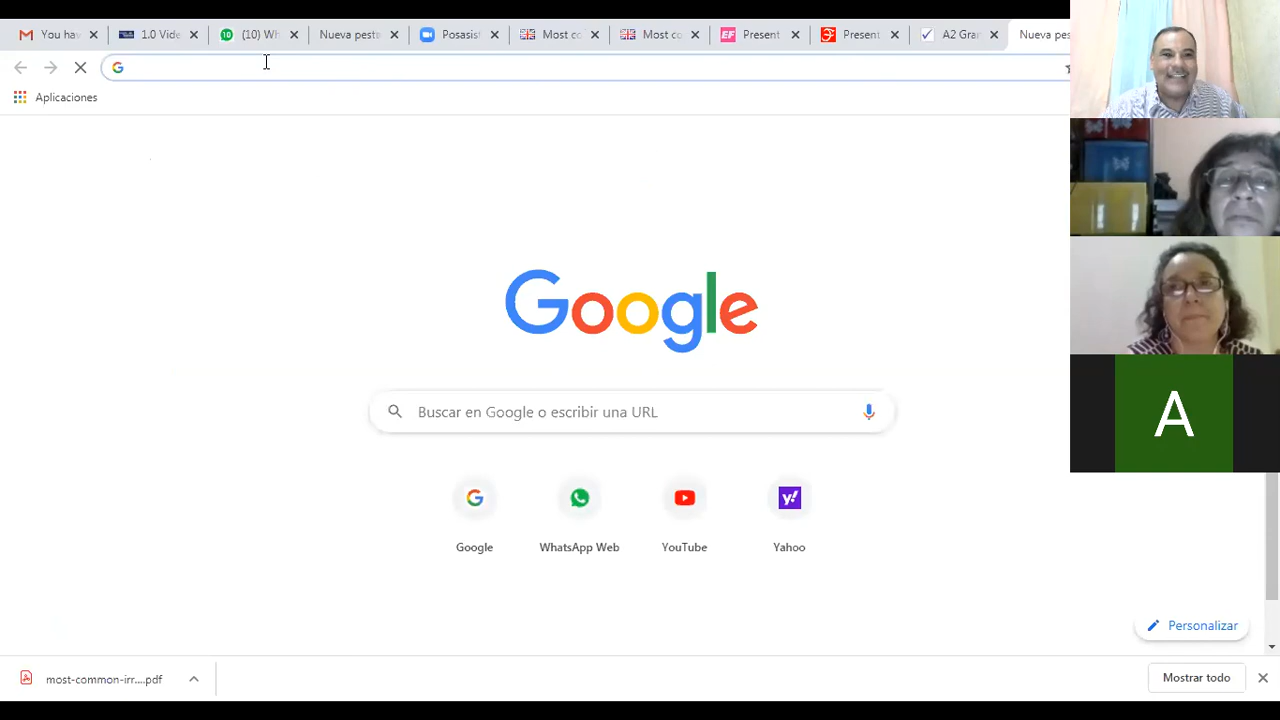 You ha
1.0 Vide
(10) Wh
Nueva pest
Posasis
Most co
Most co
Present
Present
A2 Gran
Nueva pes
Aplicaciones
Google
Buscar en Google o escribir una URL
Google
WhatsApp Web
YouTube
Yahoo
Personalizar
most-common-irr....pdf
Mostrar todo
A